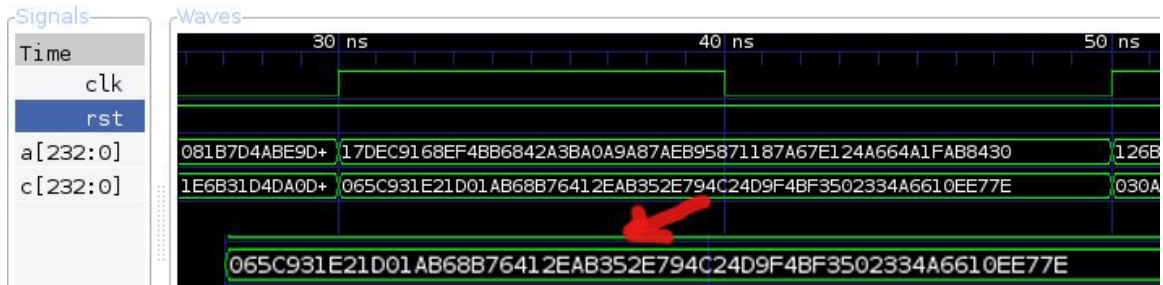 Signals
Waves
Time
30 ns
40 ns
50 ns
clk
rst
a[232:0]
081B7D4ABE9D+
17DEC9168EF4BB6842A3BA0A9A87AEB95871187A67E124A664A1FAB8430
126B
c[232:0]
1E6B31D4DA0D+
065C931E21D01AB68B76412EAB352E794C24D9F4BF3502334A6610EE77E
030A
065C931E21D01AB68B76412EAB352E794C24D9F4BF3502334A6610EE77E